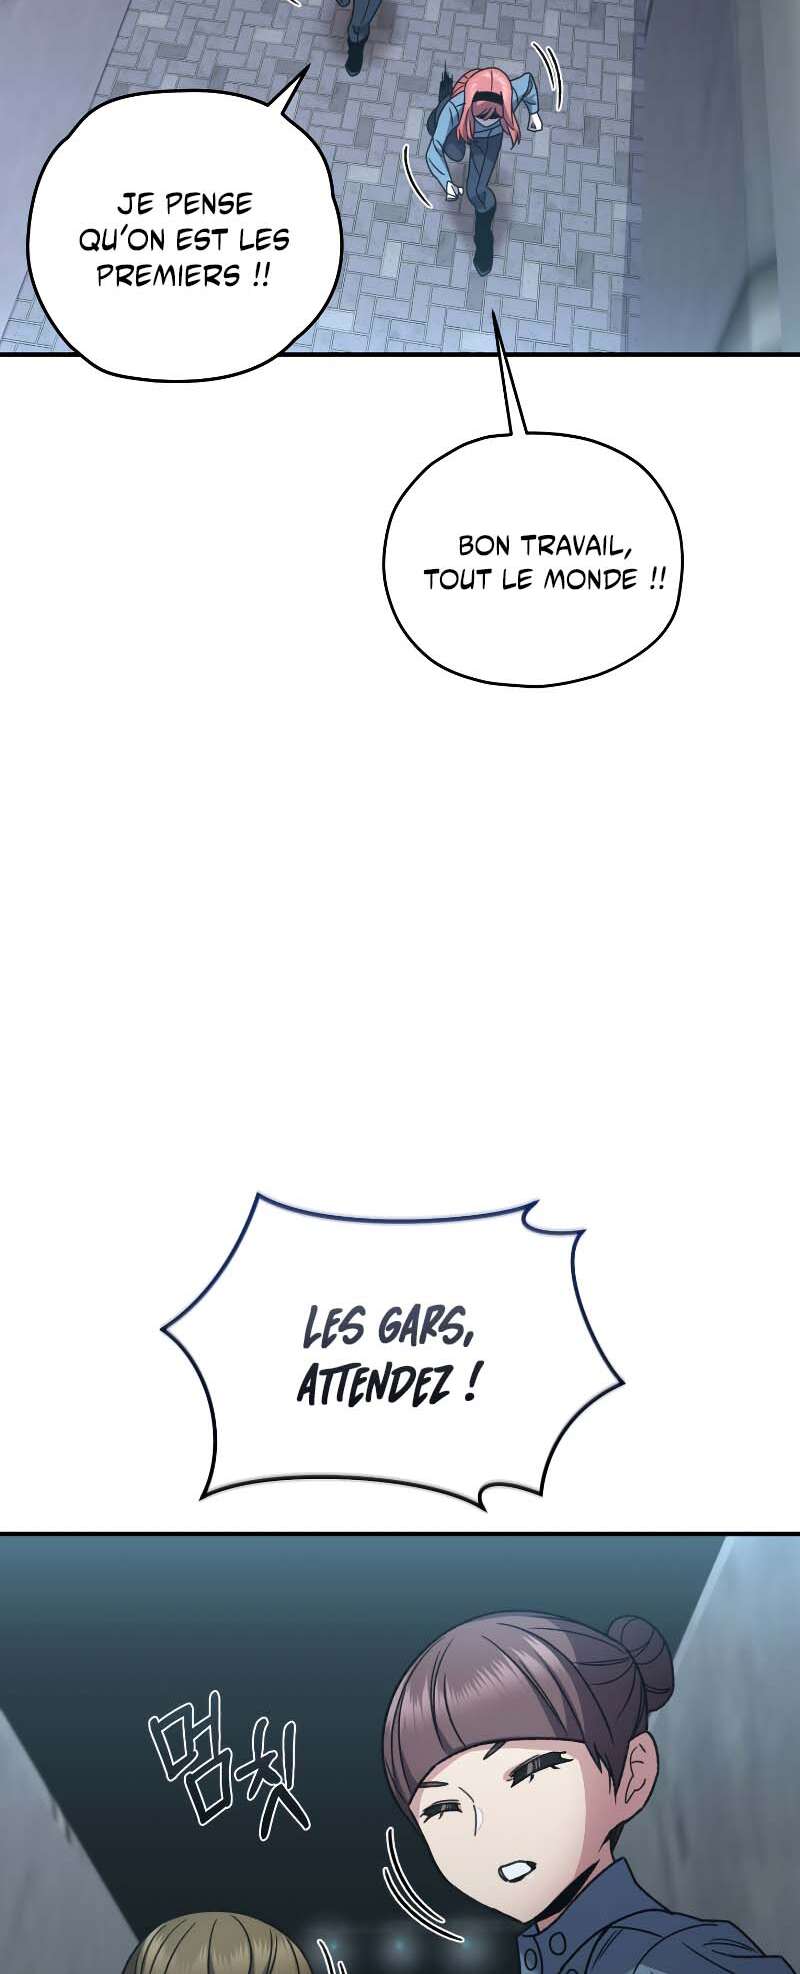 JE PENSE
QU'ON EST LES
PREMIERS !!
BON TRAVAIL,
TOUT LE MONDE !!
LES GARS,
ATTENDEZ !
멈칫